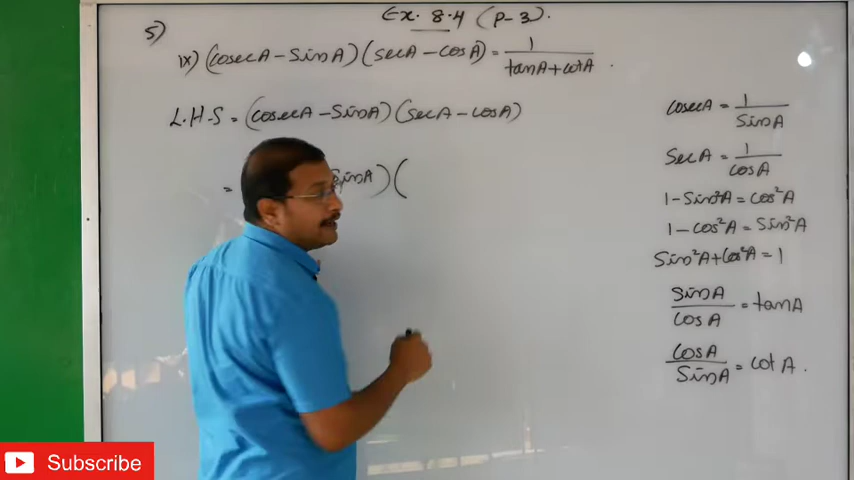 Ex. 8.4 (P-3).
5)
ix) (cosecA - SinA)(secA - cosA) = 1/tanA + cotA .
L.H.S = (cosecA - SinA)(secA - cosA)
= SinA)(
cosecA = 1/SinA
SecA = 1/cosA
1 - Sin²A = cos²A
1 - cos²A = Sin²A
Sin²A + cos²A = 1
SinA/cosA = tanA
cosA/SinA = cot A .
Subscribe